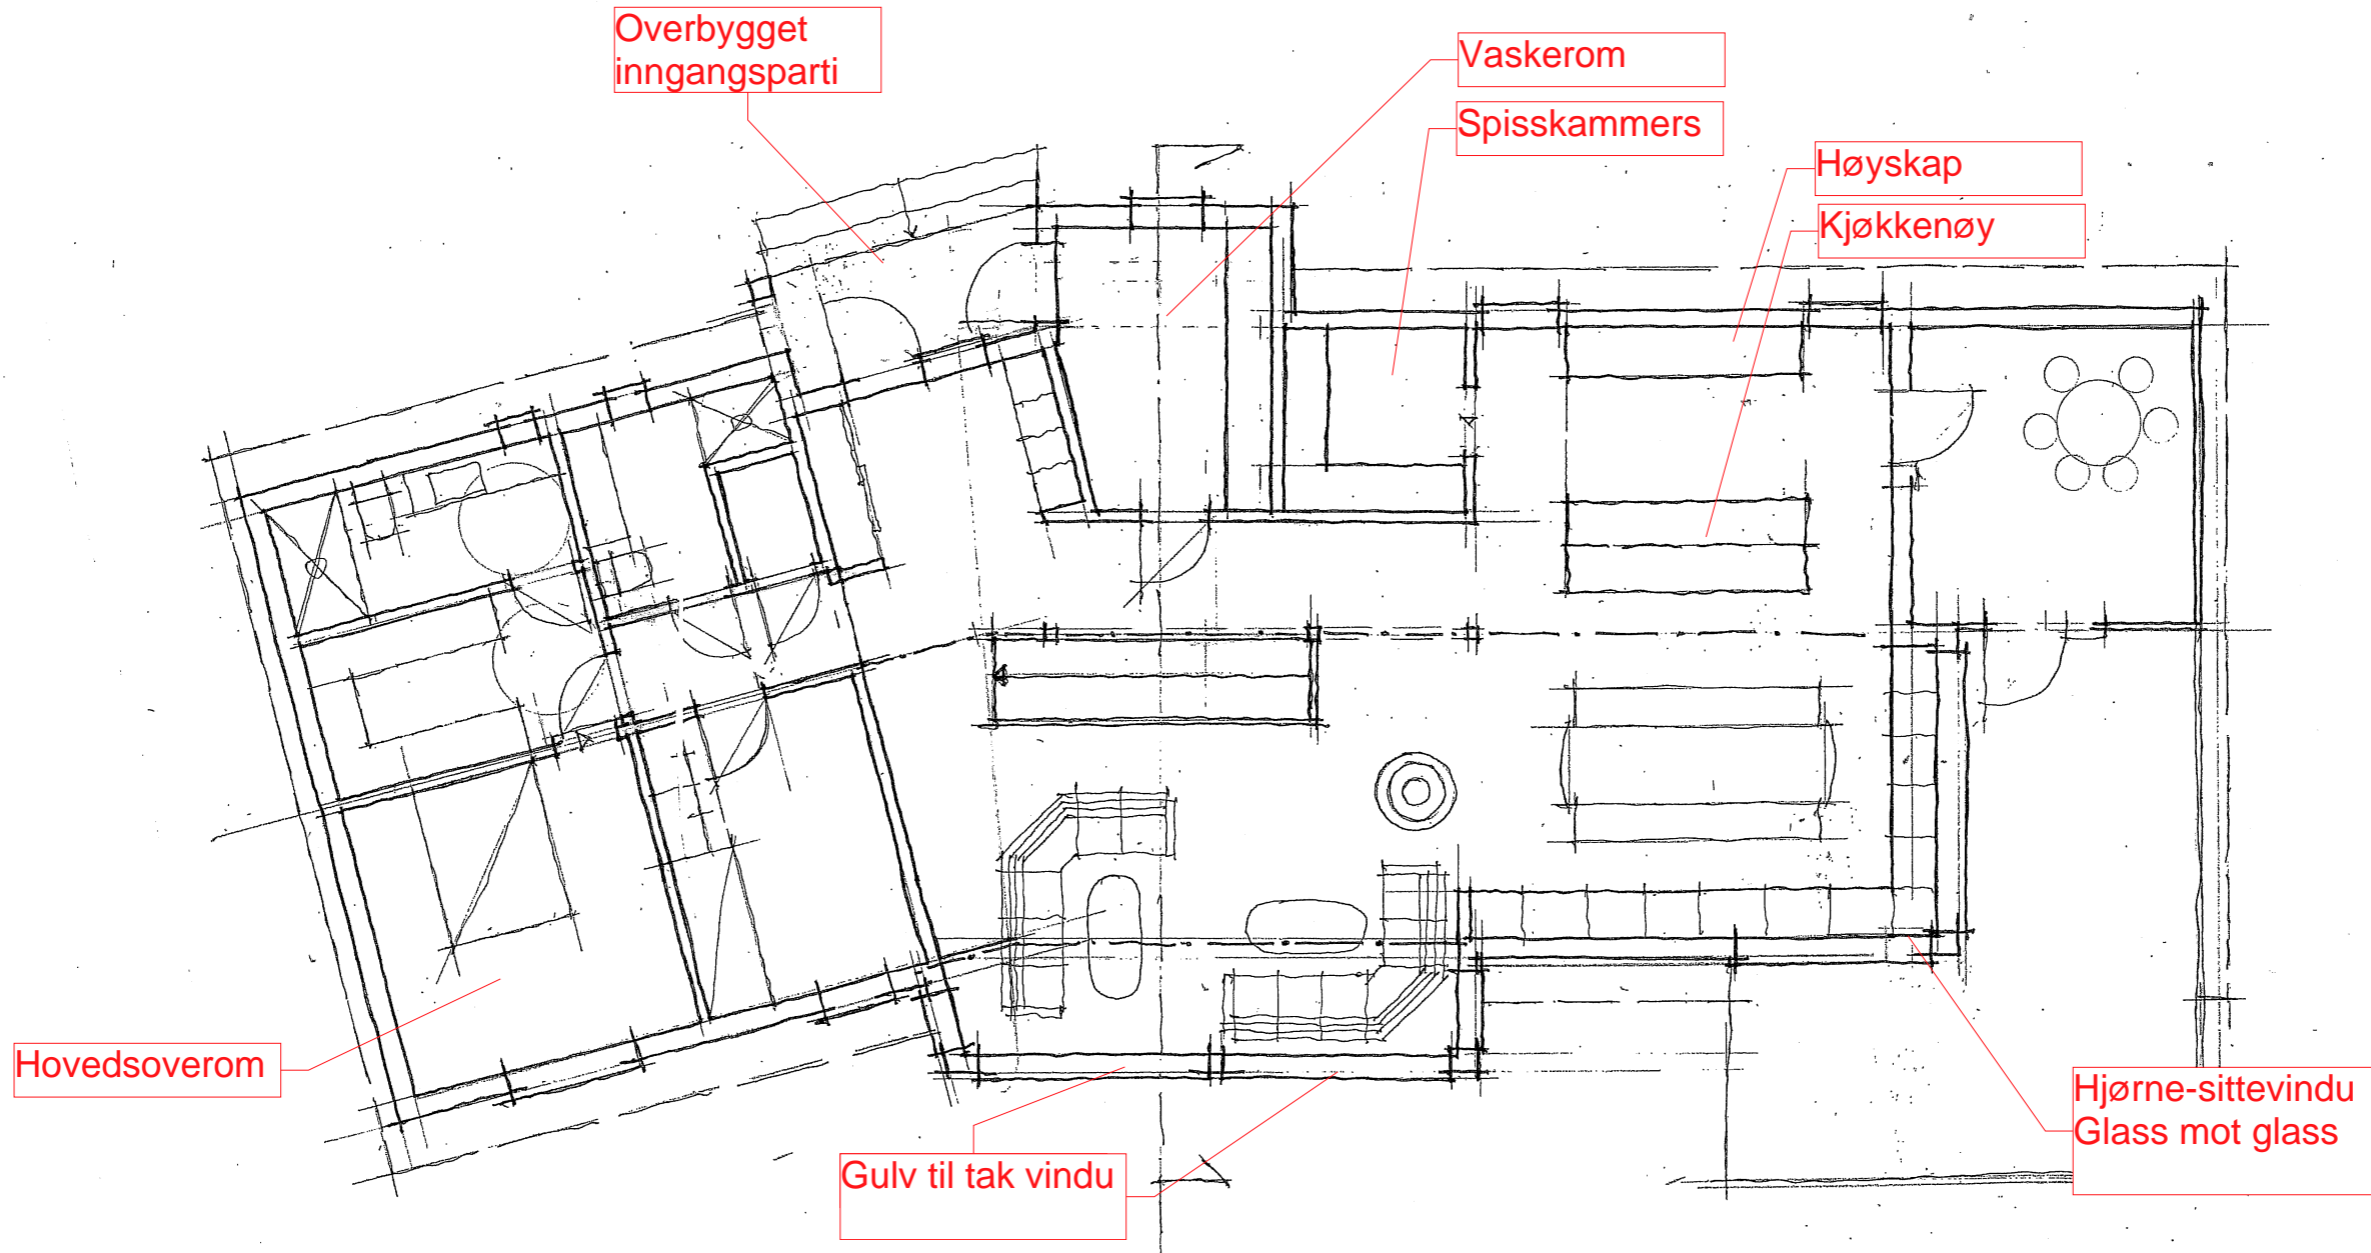 Overbygget
inngangsparti
Vaskerom
Spisskammers
Høyskap
Kjøkkenøy
Hovedsoverom
Gulv til tak vindu
Hjørne-sittevindu
Glass mot glass